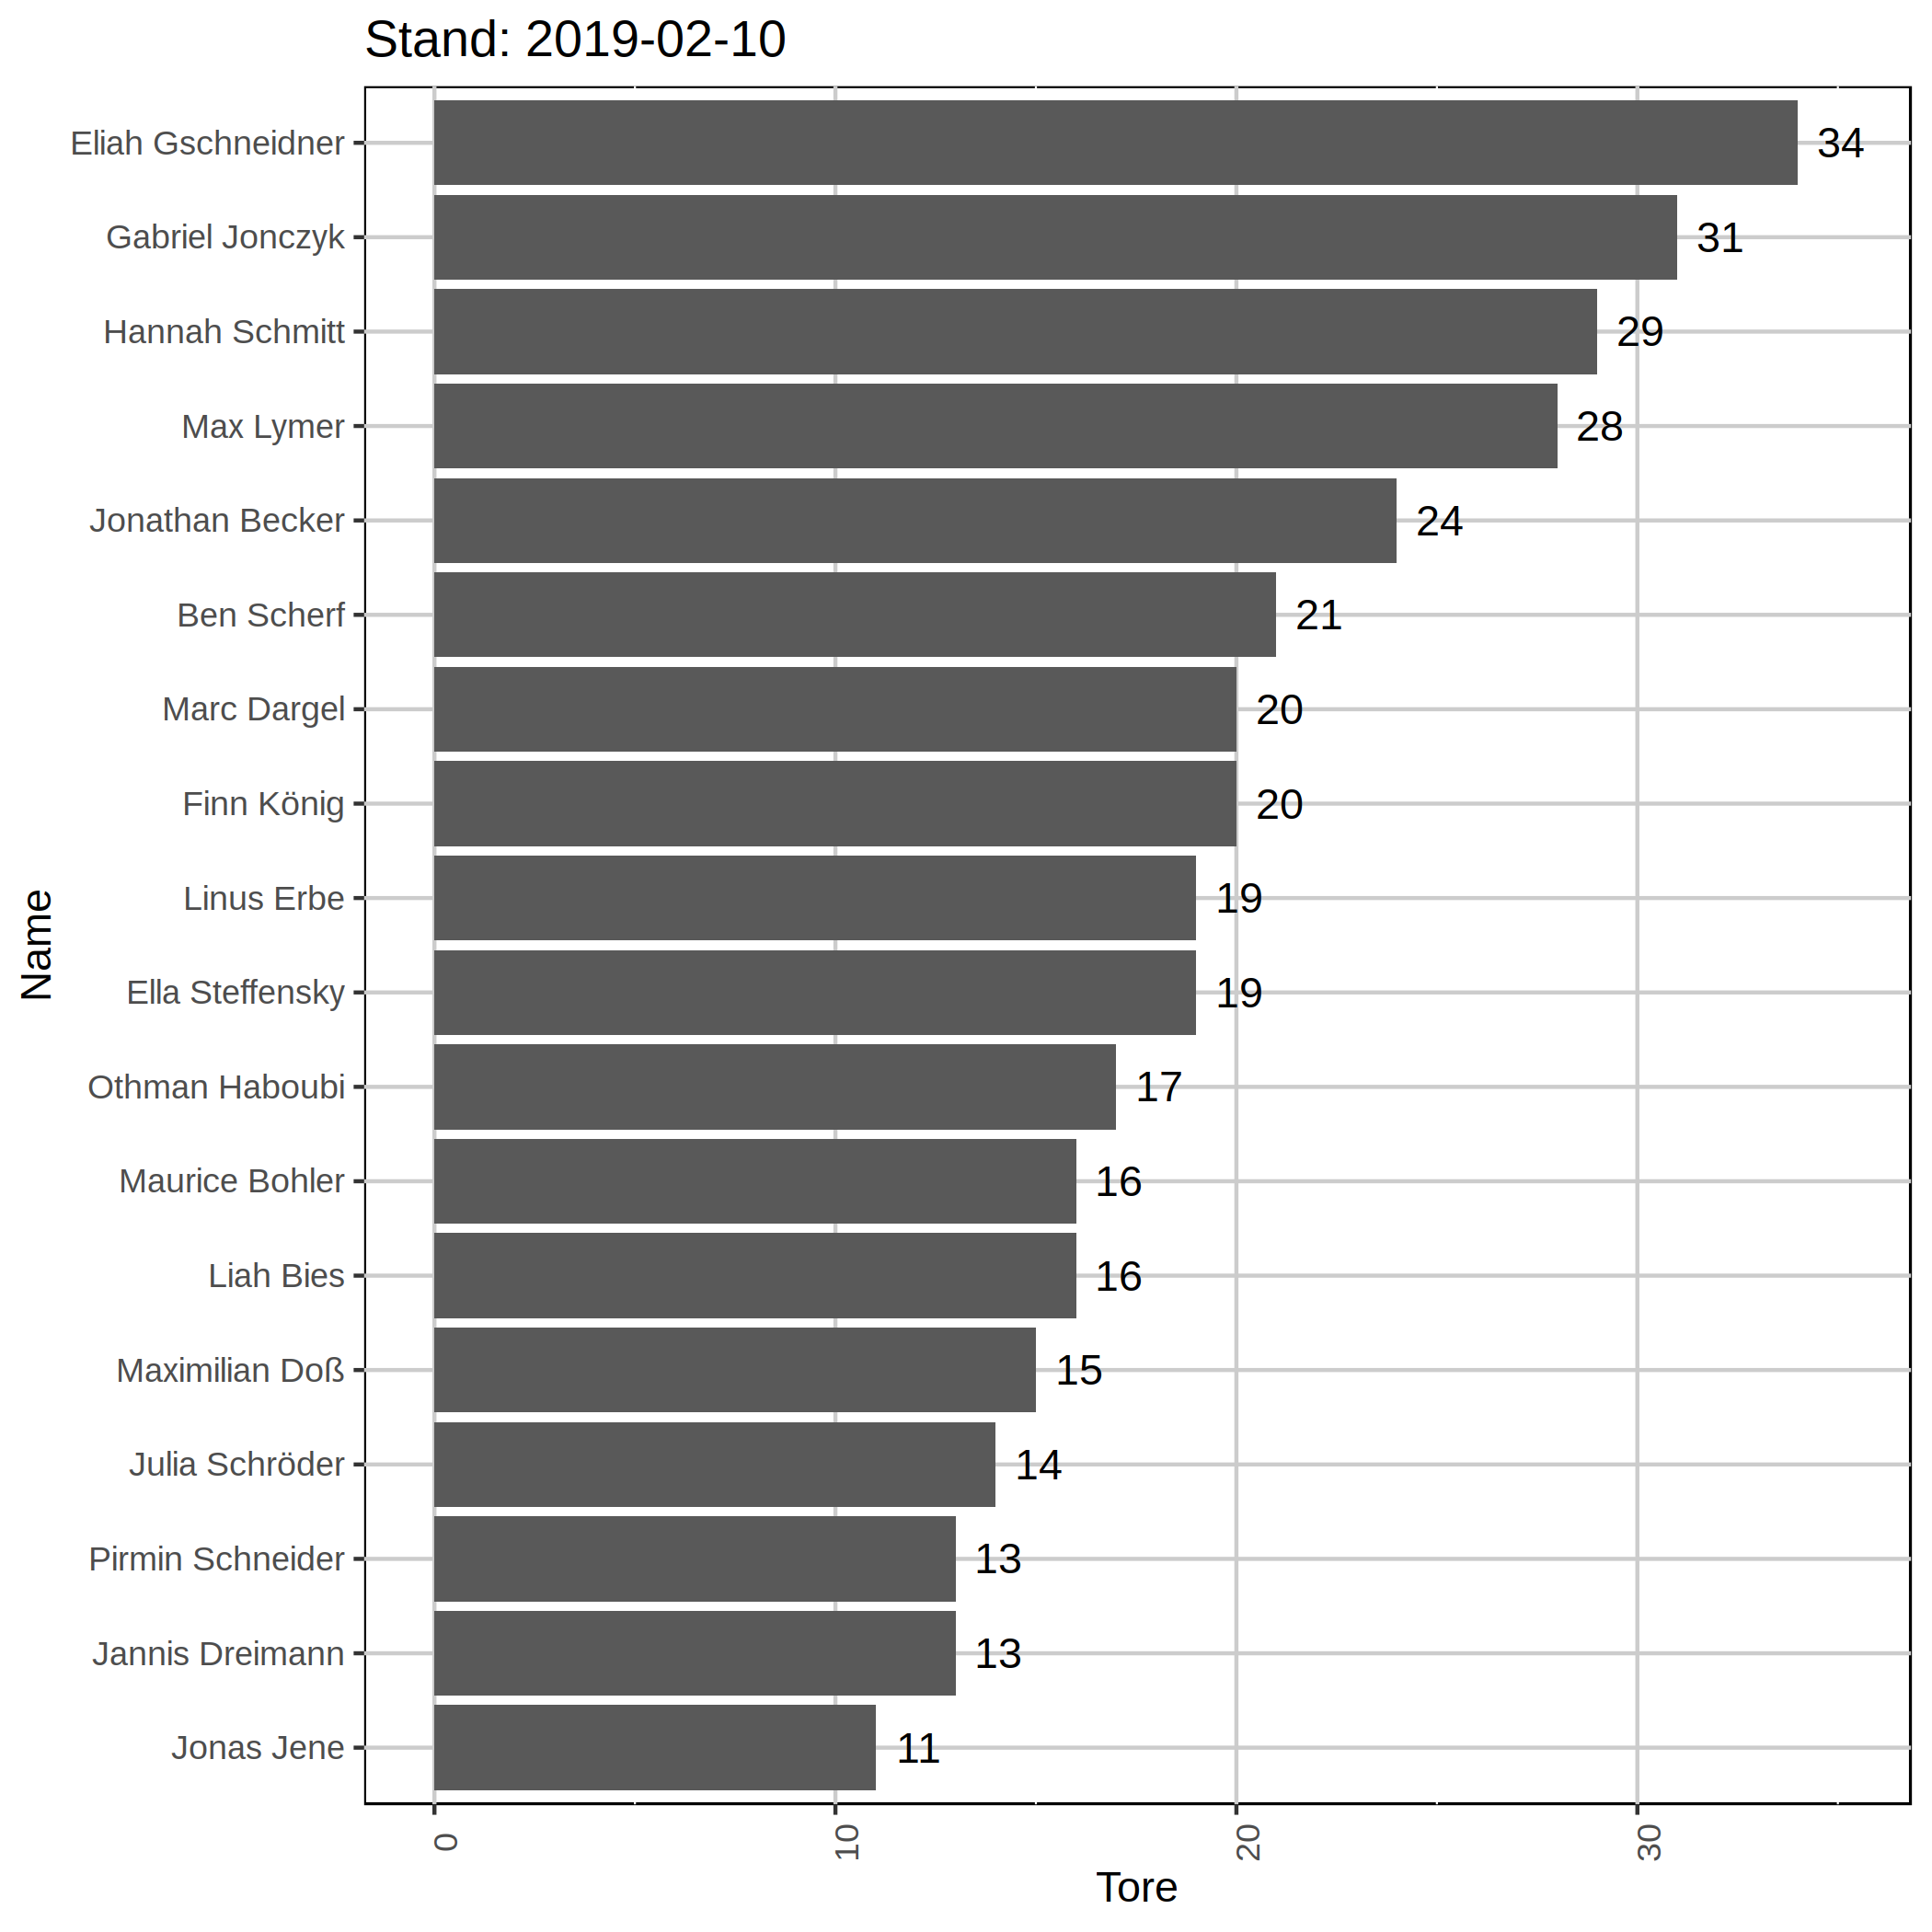 Stand: 2019-02-10
Eliah Gschneidner 34
Gabriel Jonczyk 31
Hannah Schmitt 29
Max Lymer 28
Jonathan Becker 24
Ben Scherf 21
Marc Dargel 20
Finn König 20
Linus Erbe 19
Ella Steffensky 19
Othman Haboubi 17
Maurice Bohler 16
Liah Bies 16
Maximilian Doß 15
Julia Schröder 14
Pirmin Schneider 13
Jannis Dreimann 13
Jonas Jene 11
Name
0 10 20 30
Tore